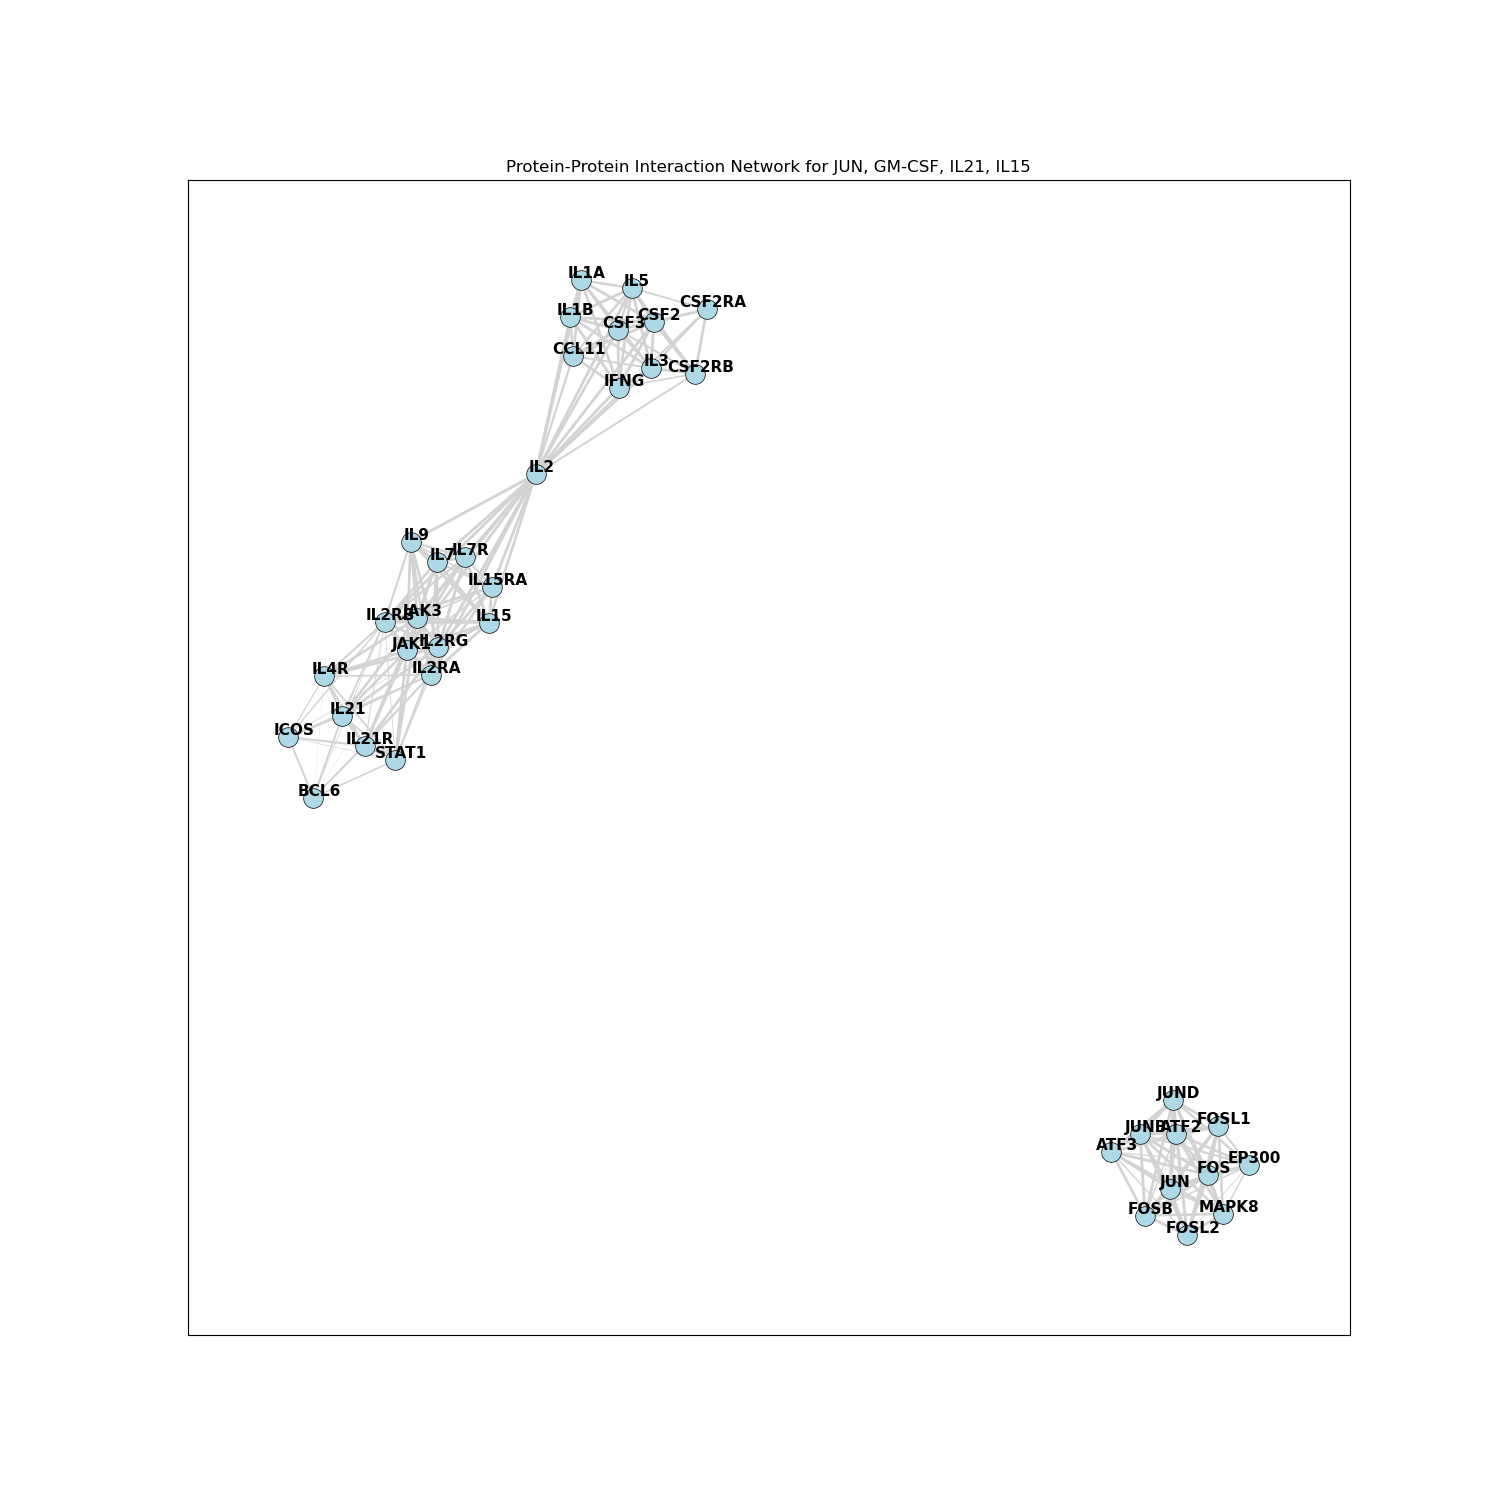 Protein-Protein Interaction Network for JUN, GM-CSF, IL21, IL15
IL1A
IL5
CSF2RA
IL1B
CSF2
CSF3
CCL11
IL3
CSF2RB
IFNG
IL2
IL9
IL7
IL7R
IL15RA
IL2RB
JAK3
IL15
JAK1
IL2RG
IL4R
IL2RA
IL21
ICOS
IL21R
STAT1
BCL6
JUND
FOSL1
JUNB
ATF2
ATF3
EP300
FOS
JUN
FOSB
MAPK8
FOSL2